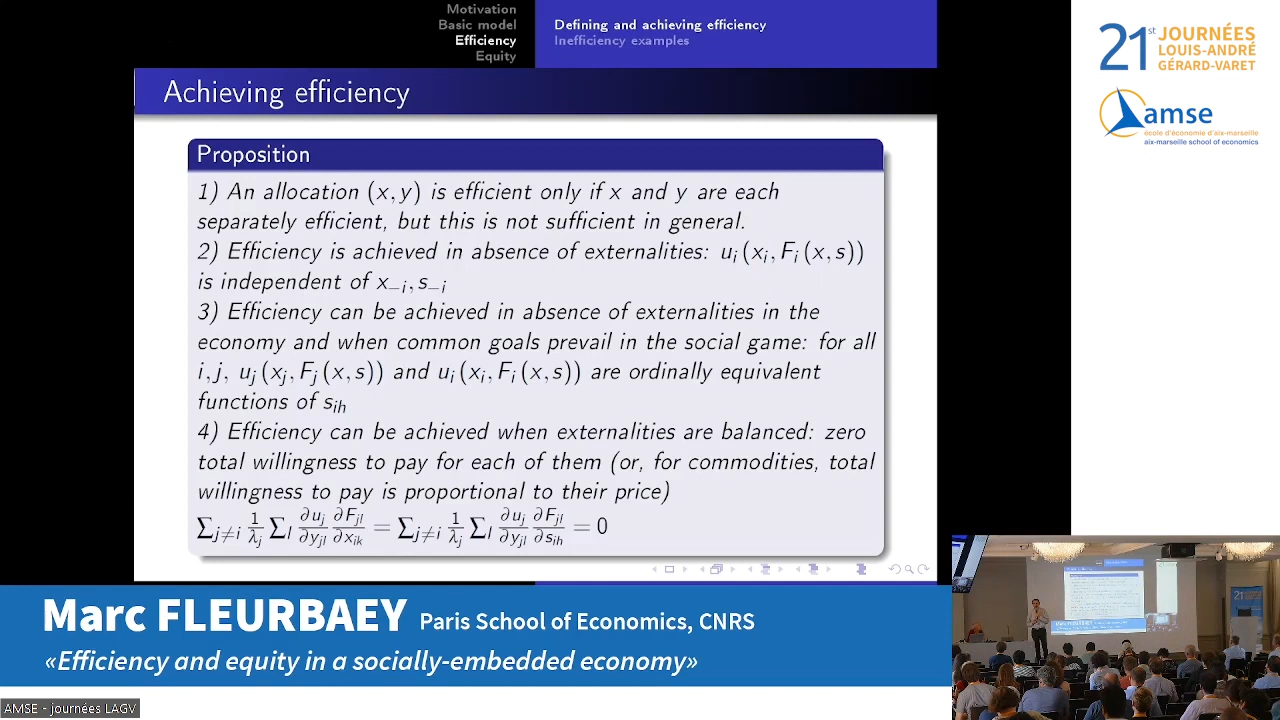 Motivation
Basic model
Efficiency
Equity
Defining and achieving efficiency
Inefficiency examples
Achieving efficiency
Proposition
1) An allocation (x, y) is efficient only if x and y are each
separately efficient, but this is not sufficient in general.
2) Efficiency is achieved in absence of externalities: u_i(x_i, F_i(x, s))
is independent of x_{-i}, s_{-i}
3) Efficiency can be achieved in absence of externalities in the
economy and when common goals prevail in the social game: for all
i, j, u_j(x_j, F_j(x, s)) and u_i(x_i, F_i(x, s)) are ordinally equivalent
functions of s_{ih}
4) Efficiency can be achieved when externalities are balanced: zero
total willingness to pay for each of them (or, for commodities, total
willingness to pay is proportional to their price)
∑_{j≠i} 1/λ_j ∑_l ∂u_j/∂y_{jl} ∂F_{jl}/∂x_{ik} = ∑_{j≠i} 1/λ_j ∑_l ∂u_j/∂y_{jl} ∂F_{jl}/∂s_{ih} = 0
21st JOURNÉES
LOUIS-ANDRÉ
GÉRARD-VARET
amse
école d'économie d'aix-marseille
aix-marseille school of economics
Marc FLEURBAEY Paris School of Economics, CNRS
«Efficiency and equity in a socially-embedded economy»
AMSE - journées LAGV